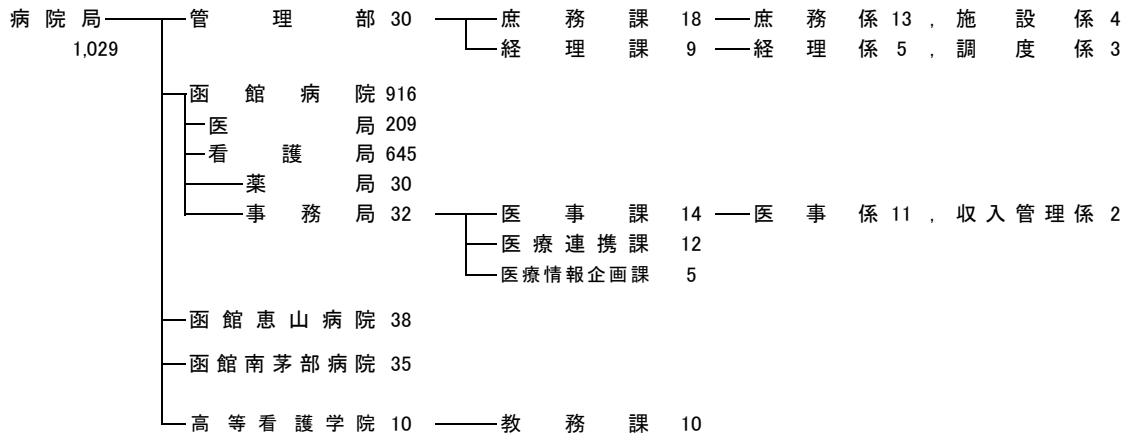 病院局 管理部 30 庶務課 18 庶務係 13 , 施設係 4
1,029 経理課 9 経理係 5 , 調度係 3
函館病院 916
医局 209
看護局 645
薬局 30
事務局 32 医事課 14 医事係 11 , 収入管理係 2
医療連携課 12
医療情報企画課 5
函館恵山病院 38
函館南茅部病院 35
高等看護学院 10 教務課 10